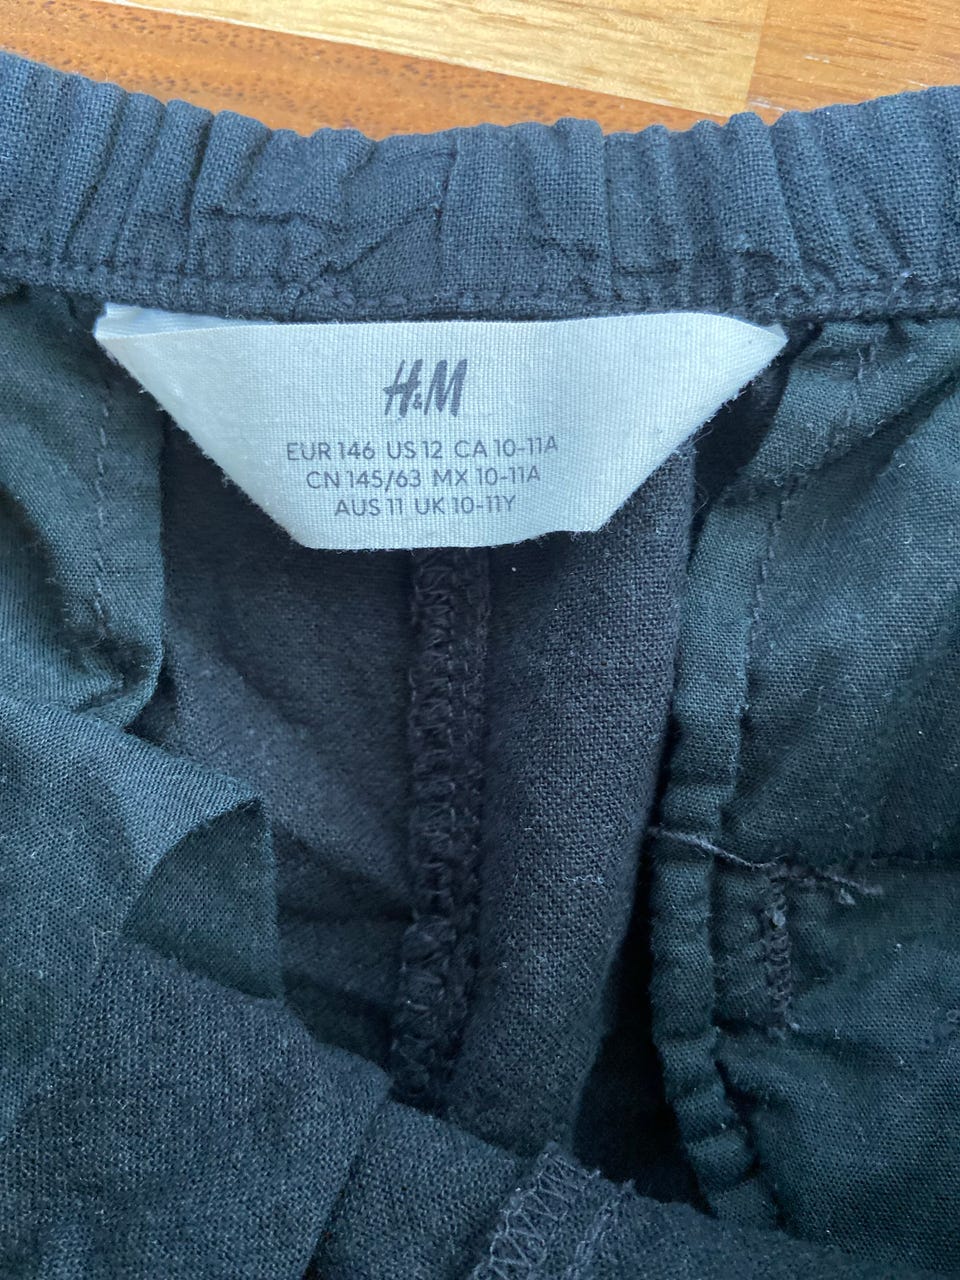 H&M
EUR 146 US 12 CA 10-11A
CN 145/63 MX 10-11A
AUS 11 UK 10-11Y